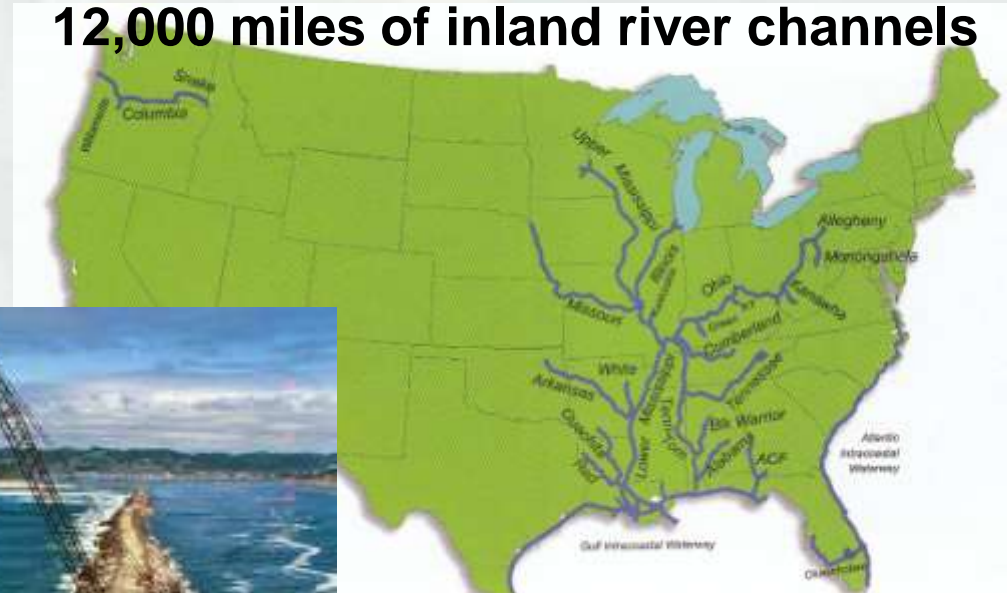 12,000 miles of inland river channels
Snake
Columbia
Willamette
Upper Mississippi
Illinois
Missouri
Ohio
Allegheny
Monongahela
Kanawha
Green
Cumberland
Tennessee
White
Arkansas
Lower Mississippi
Tenn-Tom
Blk Warrior
Alabama
ACF
Ouachita
Red
Atlantic
Intracoastal
Waterway
Gulf Intracoastal Waterway